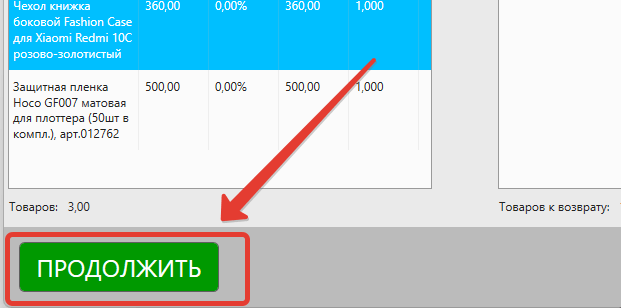 Чехол книжка 360,00 0,00% 360,00 1,000
боковой Fashion Case
для Xiaomi Redmi 10C
розово-золотистый
Защитная пленка 500,00 0,00% 500,00 1,000
Hoco GF007 матовая
для плоттера (50шт в
компл.), арт.012762
Товаров: 3,00 Товаров к возврату:
ПРОДОЛЖИТЬ